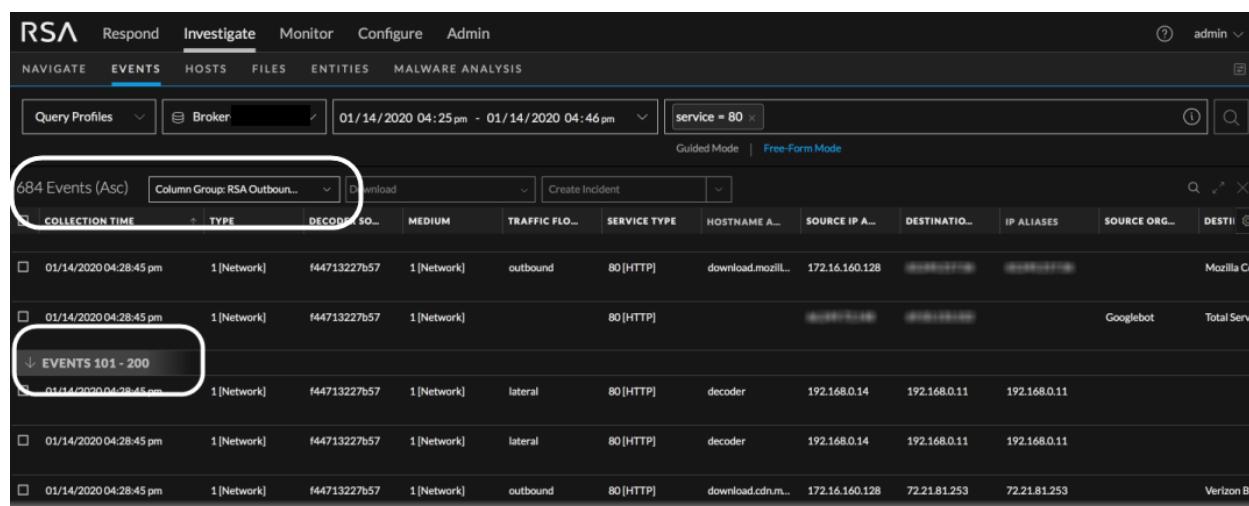 RSA Respond Investigate Monitor Configure Admin admin
NAVIGATE EVENTS HOSTS FILES ENTITIES MALWARE ANALYSIS
Query Profiles Broker 01/14/2020 04:25 pm - 01/14/2020 04:46 pm service = 80 ×
Guided Mode | Free-Form Mode
684 Events (Asc) Column Group: RSA Outboun... Download Create Incident
COLLECTION TIME TYPE DECODER SO... MEDIUM TRAFFIC FLO... SERVICE TYPE HOSTNAME A... SOURCE IP A... DESTINATIO... IP ALIASES SOURCE ORG... DESTI
01/14/2020 04:28:45 pm 1 [Network] f44713227b57 1 [Network] outbound 80 [HTTP] download.mozill... 172.16.160.128 Mozilla C
01/14/2020 04:28:45 pm 1 [Network] f44713227b57 1 [Network] 80 [HTTP] Googlebot Total Serv
↓ EVENTS 101 - 200
01/14/2020 04:28:45 pm 1 [Network] f44713227b57 1 [Network] lateral 80 [HTTP] decoder 192.168.0.14 192.168.0.11 192.168.0.11
01/14/2020 04:28:45 pm 1 [Network] f44713227b57 1 [Network] lateral 80 [HTTP] decoder 192.168.0.14 192.168.0.11 192.168.0.11
01/14/2020 04:28:45 pm 1 [Network] f44713227b57 1 [Network] outbound 80 [HTTP] download.cdn.m... 172.16.160.128 72.21.81.253 72.21.81.253 Verizon B